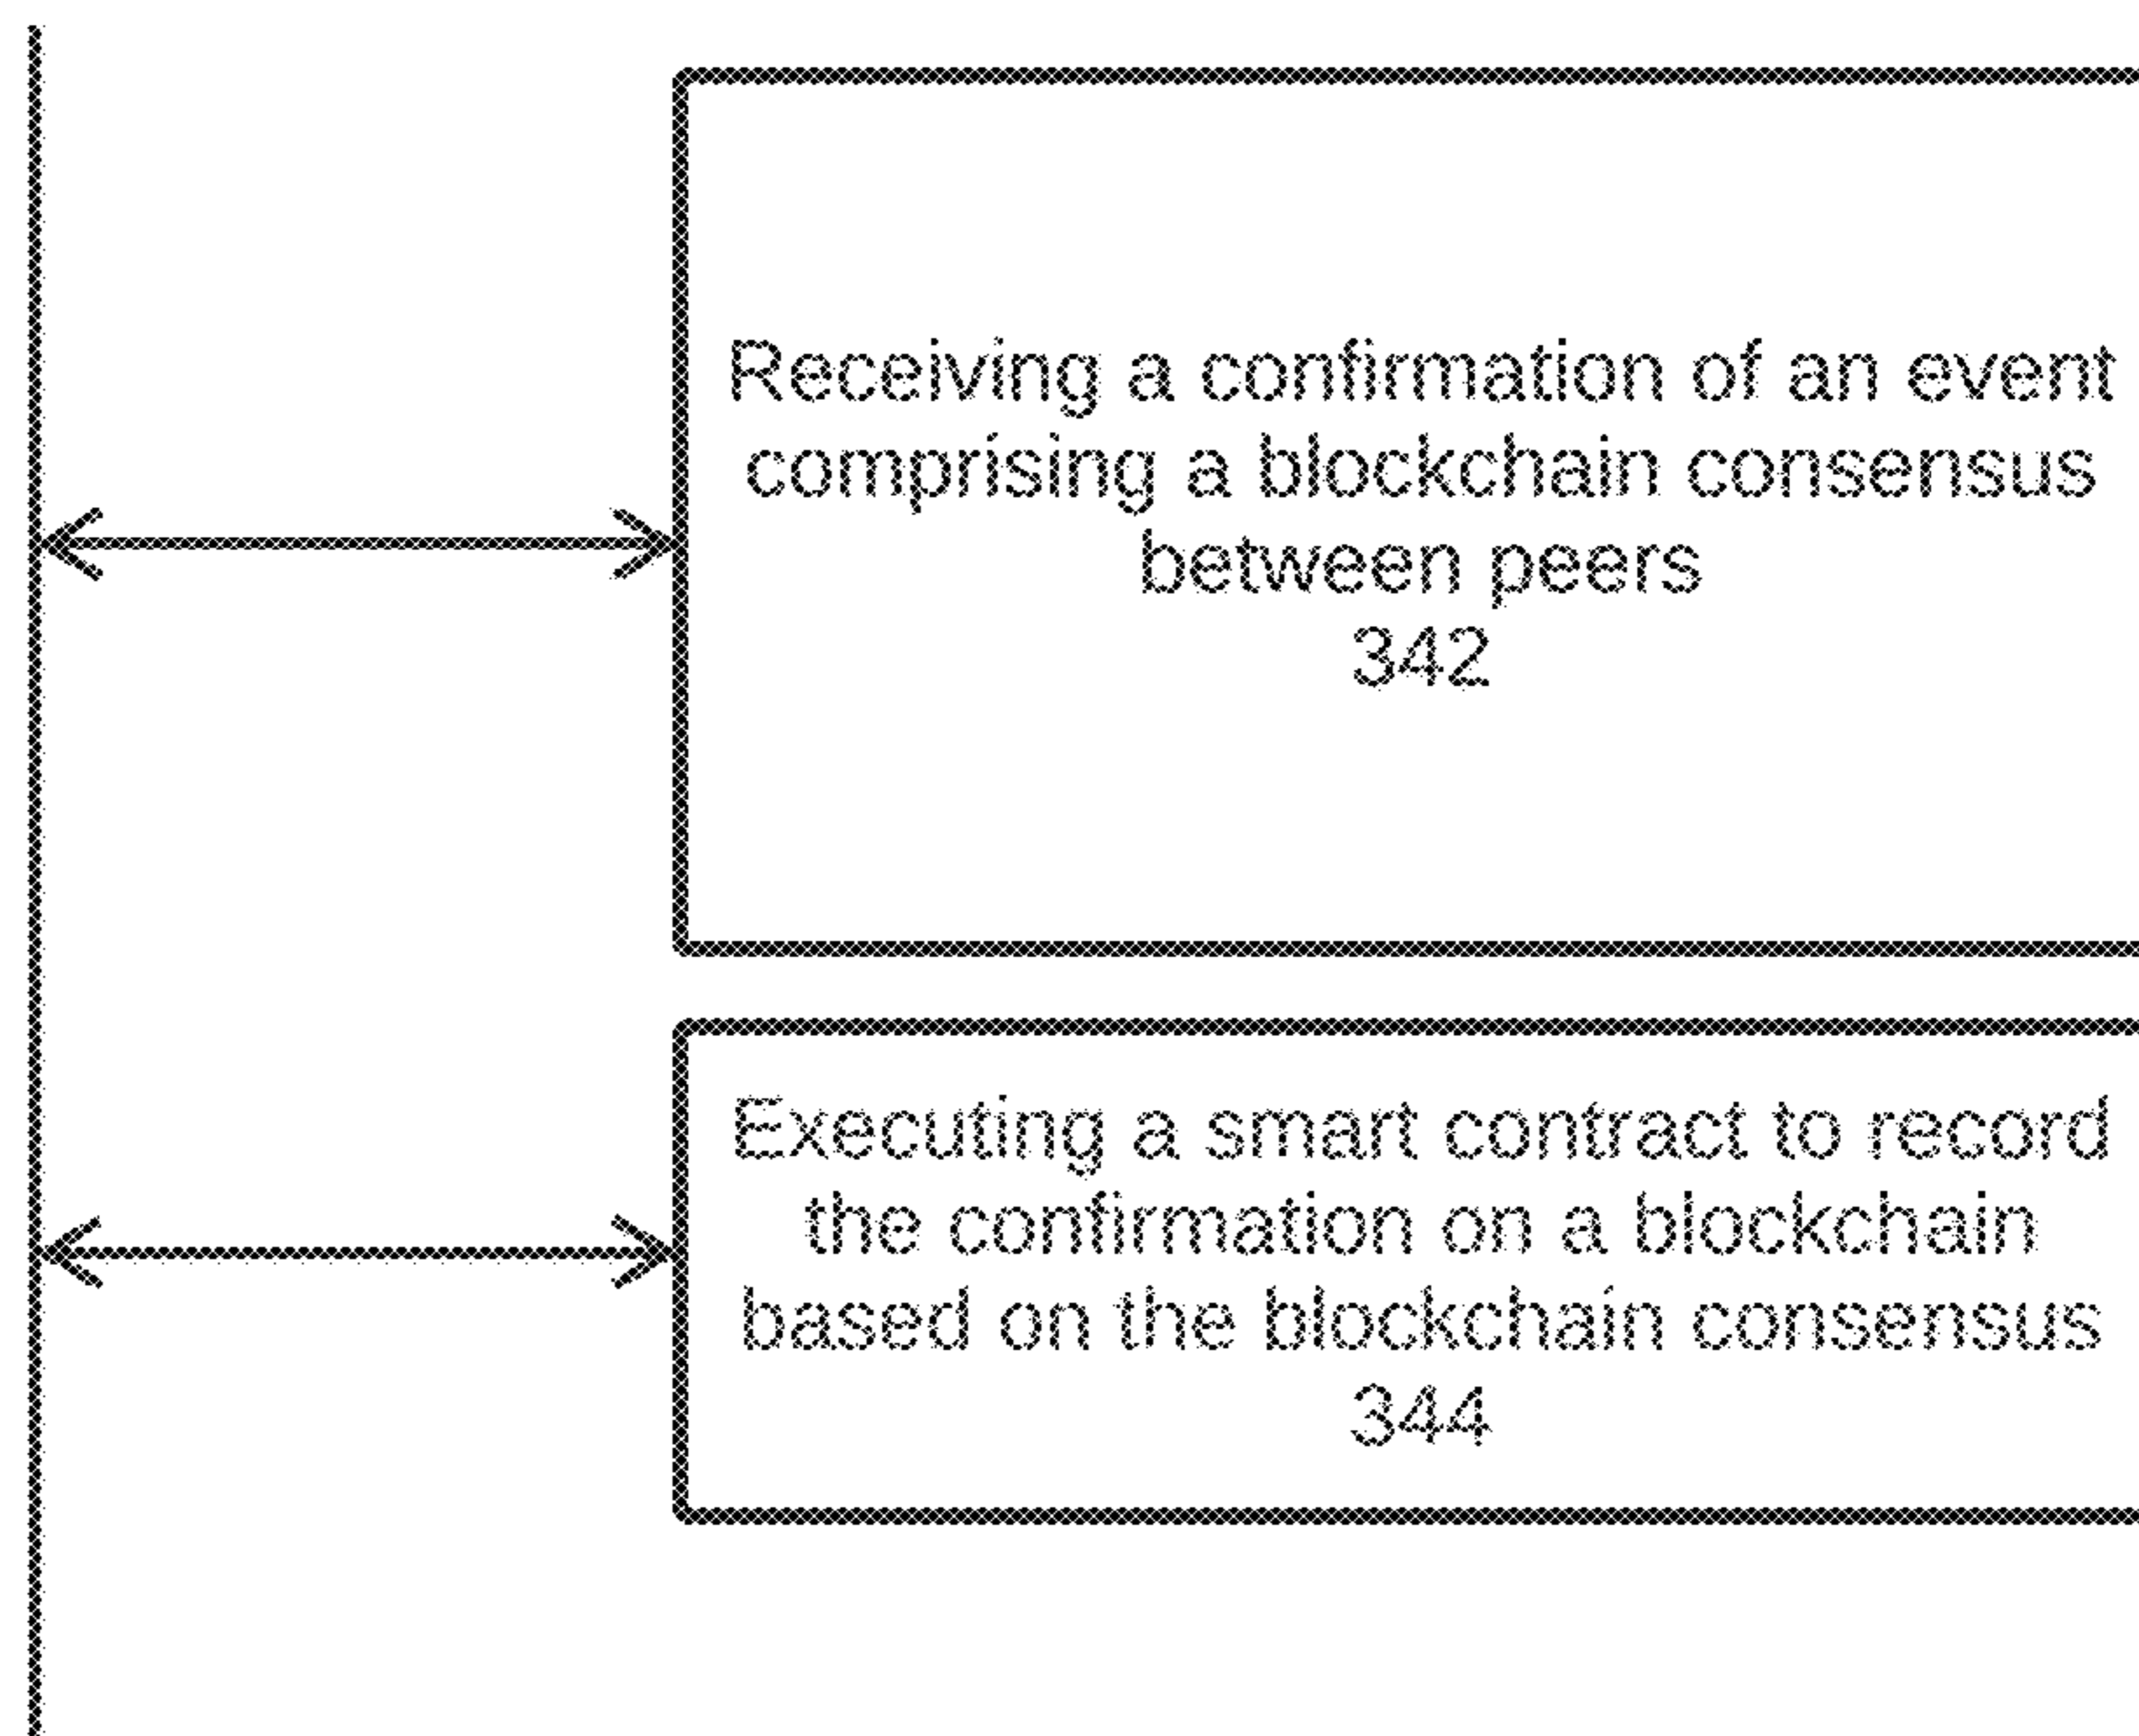 Receiving a confirmation of an event
comprising a blockchain consensus
between peers
342
Executing a smart contract to record
the confirmation on a blockchain
based on the blockchain consensus
344